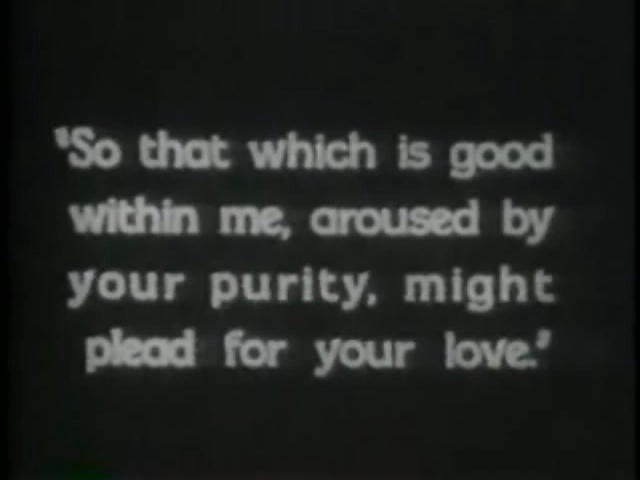 "So that which is good
within me, aroused by
your purity, might
plead for your love."